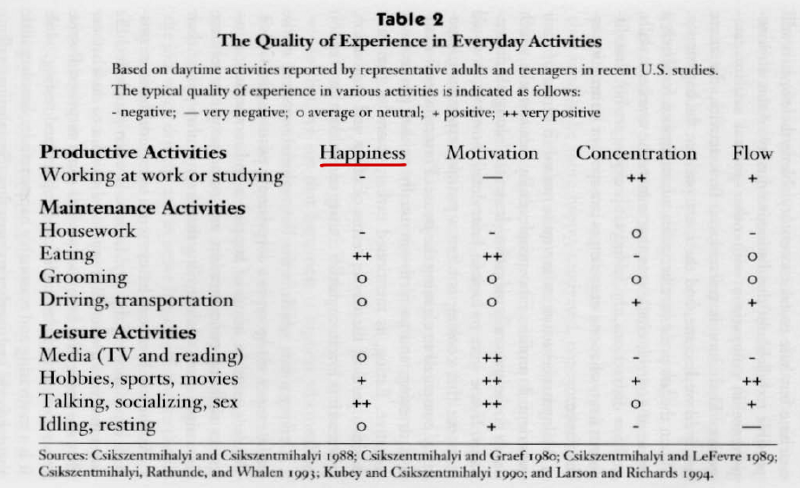 Table 2
The Quality of Experience in Everyday Activities
Based on daytime activities reported by representative adults and teenagers in recent U.S. studies.
The typical quality of experience in various activities is indicated as follows:
- negative; — very negative; o average or neutral; + positive; ++ very positive
Productive Activities Happiness Motivation Concentration Flow
Working at work or studying - — ++ +
Maintenance Activities
Housework - - o -
Eating ++ ++ - o
Grooming o o o o
Driving, transportation o o + +
Leisure Activities
Media (TV and reading) o ++ - -
Hobbies, sports, movies + ++ + ++
Talking, socializing, sex ++ ++ o +
Idling, resting o + - —
Sources: Csikszentmihalyi and Csikszentmihalyi 1988; Csikszentmihalyi and Graef 1980; Csikszentmihalyi and LeFevre 1989;
Csikszentmihalyi, Rathunde, and Whalen 1993; Kubey and Csikszentmihalyi 1990; and Larson and Richards 1994.